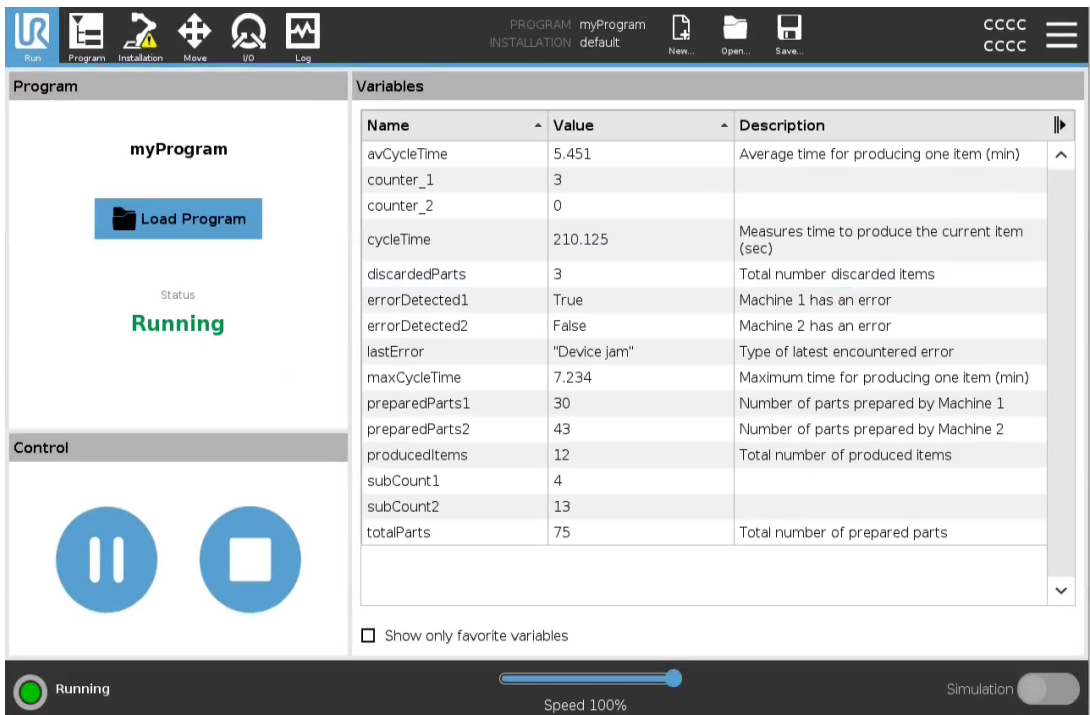 UR
Run
Program
Installation
Move
I/O
Log
PROGRAM myProgram
INSTALLATION default
New...
Open...
Save...
CCCC
CCCC
Program
myProgram
Load Program
Status
Running
Control
Variables
Name Value Description
avCycleTime 5.451 Average time for producing one item (min)
counter_1 3
counter_2 0
cycleTime 210.125 Measures time to produce the current item
(sec)
discardedParts 3 Total number discarded items
errorDetected1 True Machine 1 has an error
errorDetected2 False Machine 2 has an error
lastError "Device jam" Type of latest encountered error
maxCycleTime 7.234 Maximum time for producing one item (min)
preparedParts1 30 Number of parts prepared by Machine 1
preparedParts2 43 Number of parts prepared by Machine 2
producedItems 12 Total number of produced items
subCount1 4
subCount2 13
totalParts 75 Total number of prepared parts
Show only favorite variables
Running
Speed 100%
Simulation